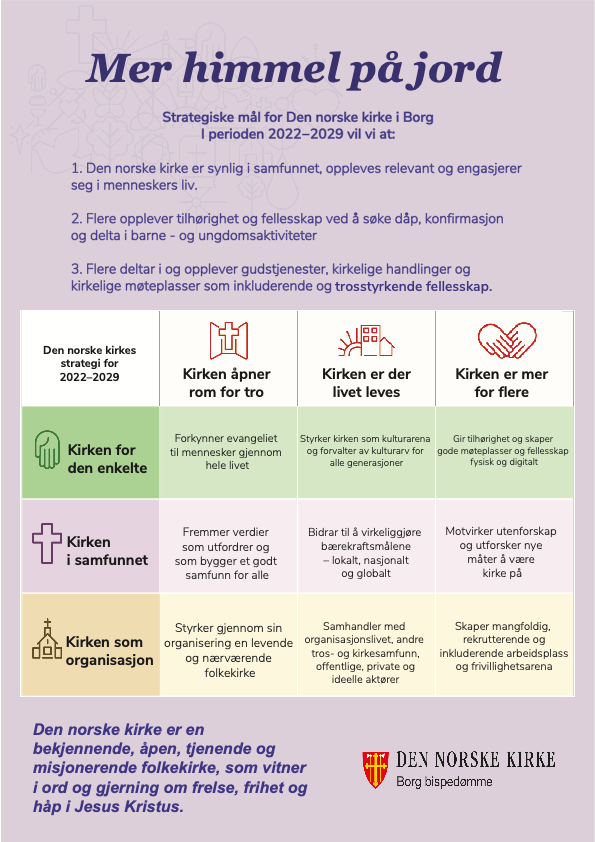 Mer himmel på jord
Strategiske mål for Den norske kirke i Borg
I perioden 2022–2029 vil vi at:
1. Den norske kirke er synlig i samfunnet, oppleves relevant og engasjerer
seg i menneskers liv.
2. Flere opplever tilhørighet og fellesskap ved å søke dåp, konfirmasjon
og delta i barne - og ungdomsaktiviteter
3. Flere deltar i og opplever gudstjenester, kirkelige handlinger og
kirkelige møteplasser som inkluderende og trosstyrkende fellesskap.
Den norske kirkes
strategi for
2022–2029
Kirken åpner
rom for tro
Kirken er der
livet leves
Kirken er mer
for flere
Kirken for
den enkelte
Forkynner evangeliet
til mennesker gjennom
hele livet
Styrker kirken som kulturarena
og forvalter av kulturarv for
alle generasjoner
Gir tilhørighet og skaper
gode møteplasser og fellesskap
fysisk og digitalt
Kirken
i samfunnet
Fremmer verdier
som utfordrer og
som bygger et godt
samfunn for alle
Bidrar til å virkeliggjøre
bærekraftsmålene
– lokalt, nasjonalt
og globalt
Motvirker utenforskap
og utforsker nye
måter å være
kirke på
Kirken som
organisasjon
Styrker gjennom sin
organisering en levende
og nærværende
folkekirke
Samhandler med
organisasjonslivet, andre
tros- og kirkesamfunn,
offentlige, private og
ideelle aktører
Skaper mangfoldig,
rekrutterende og
inkluderende arbeidsplass
og frivillighetsarena
Den norske kirke er en
bekjennende, åpen, tjenende og
misjonerende folkekirke, som vitner
i ord og gjerning om frelse, frihet og
håp i Jesus Kristus.
DEN NORSKE KIRKE
Borg bispedømme